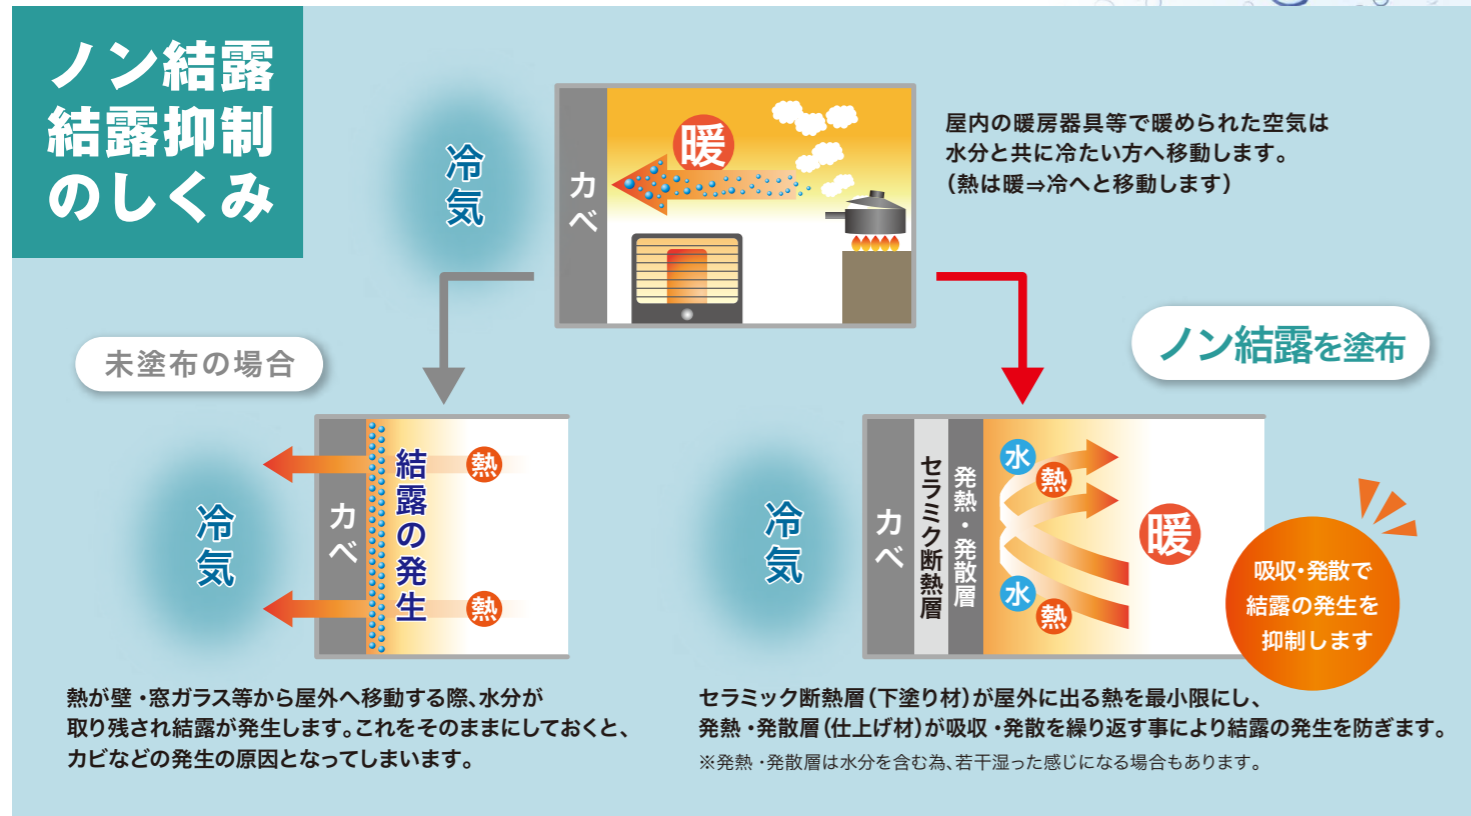 ノン結露
結露抑制
のしくみ
冷気
カベ
暖
屋内の暖房器具等で暖められた空気は
水分と共に冷たい方へ移動します。
(熱は暖⇒冷へと移動します)
未塗布の場合
冷気
カベ
結露の発生
熱
熱
熱が壁・窓ガラス等から屋外へ移動する際、水分が
取り残され結露が発生します。これをそのままにしておくと、
カビなどの発生の原因となってしまいます。
ノン結露を塗布
冷気
カベ
セラミク断熱層
発熱・発散層
水
熱
水
熱
暖
吸収・発散で
結露の発生を
抑制します
セラミック断熱層(下塗り材)が屋外に出る熱を最小限にし、
発熱・発散層(仕上げ材)が吸収・発散を繰り返す事により結露の発生を防ぎます。
※発熱・発散層は水分を含む為、若干湿った感じになる場合もあります。